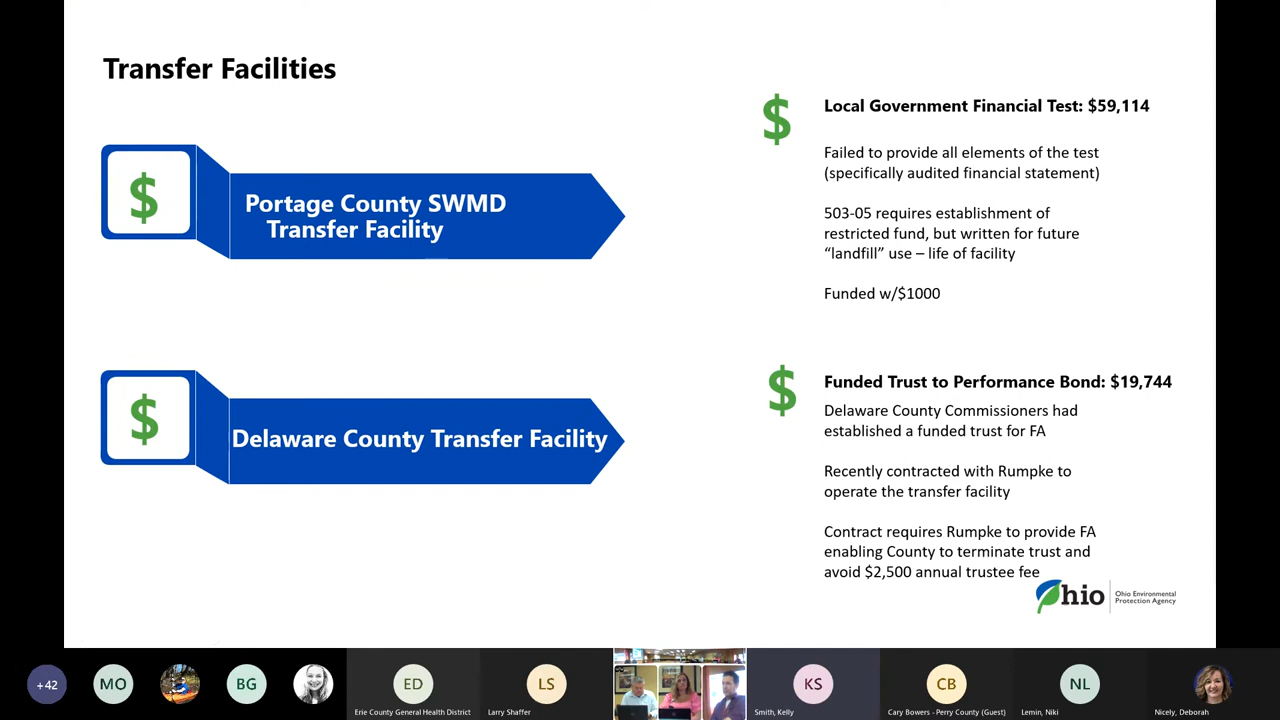 Transfer Facilities
$
Portage County SWMD
Transfer Facility
$
Local Government Financial Test: $59,114
Failed to provide all elements of the test
(specifically audited financial statement)
503-05 requires establishment of
restricted fund, but written for future
“landfill” use – life of facility
Funded w/$1000
$
Delaware County Transfer Facility
$
Funded Trust to Performance Bond: $19,744
Delaware County Commissioners had
established a funded trust for FA
Recently contracted with Rumpke to
operate the transfer facility
Contract requires Rumpke to provide FA
enabling County to terminate trust and
avoid $2,500 annual trustee fee
Ohio
Ohio Environmental
Protection Agency
+42
MO
BG
ED
Erie County General Health District
LS
Larry Shaffer
KS
Smith, Kelly
CB
Cary Bowers - Perry County (Guest)
NL
Lemin, Niki
Nicely, Deborah